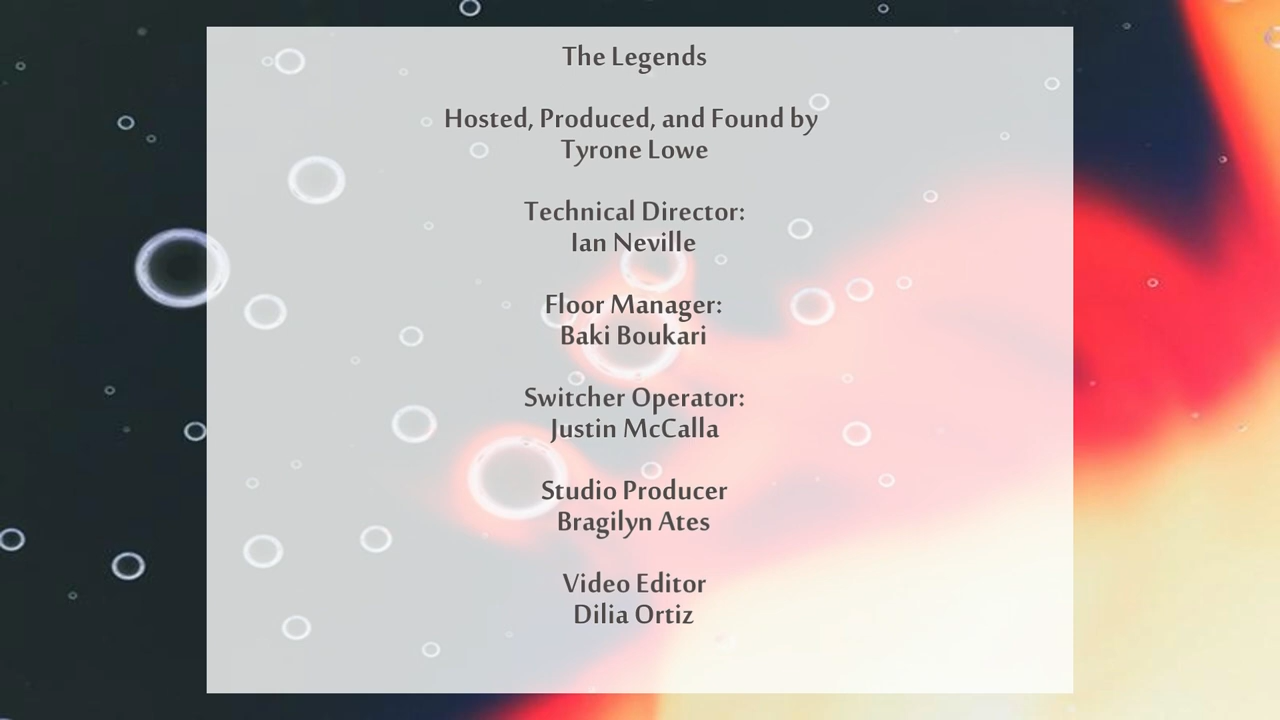 The Legends
Hosted, Produced, and Found by
Tyrone Lowe
Technical Director:
Ian Neville
Floor Manager:
Baki Boukari
Switcher Operator:
Justin McCalla
Studio Producer
Bragilyn Ates
Video Editor
Dilia Ortiz